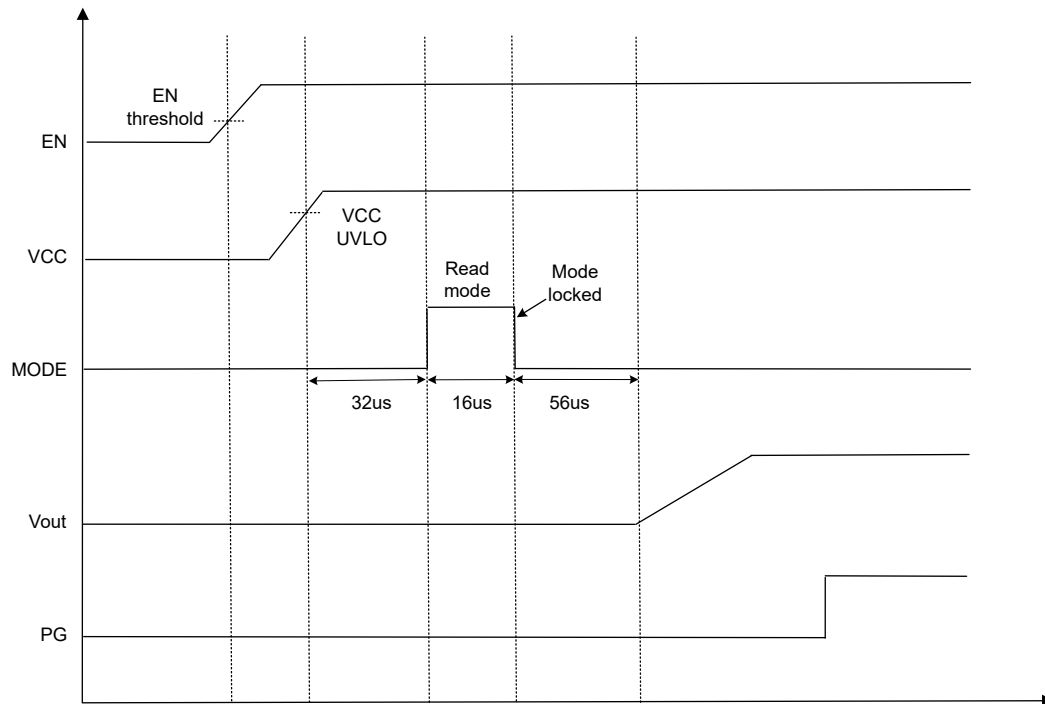 EN
threshold
EN
VCC
UVLO
VCC
Read
mode
Mode
locked
MODE
32us
16us
56us
Vout
PG